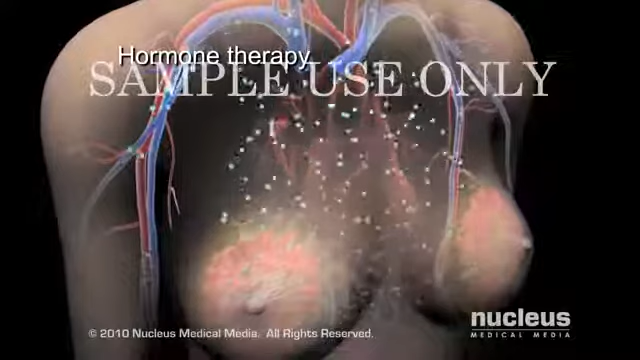 Hormone therapy
SAMPLE USE ONLY
nucleus
MEDICAL MEDIA
© 2010 Nucleus Medical Media. All Rights Reserved.